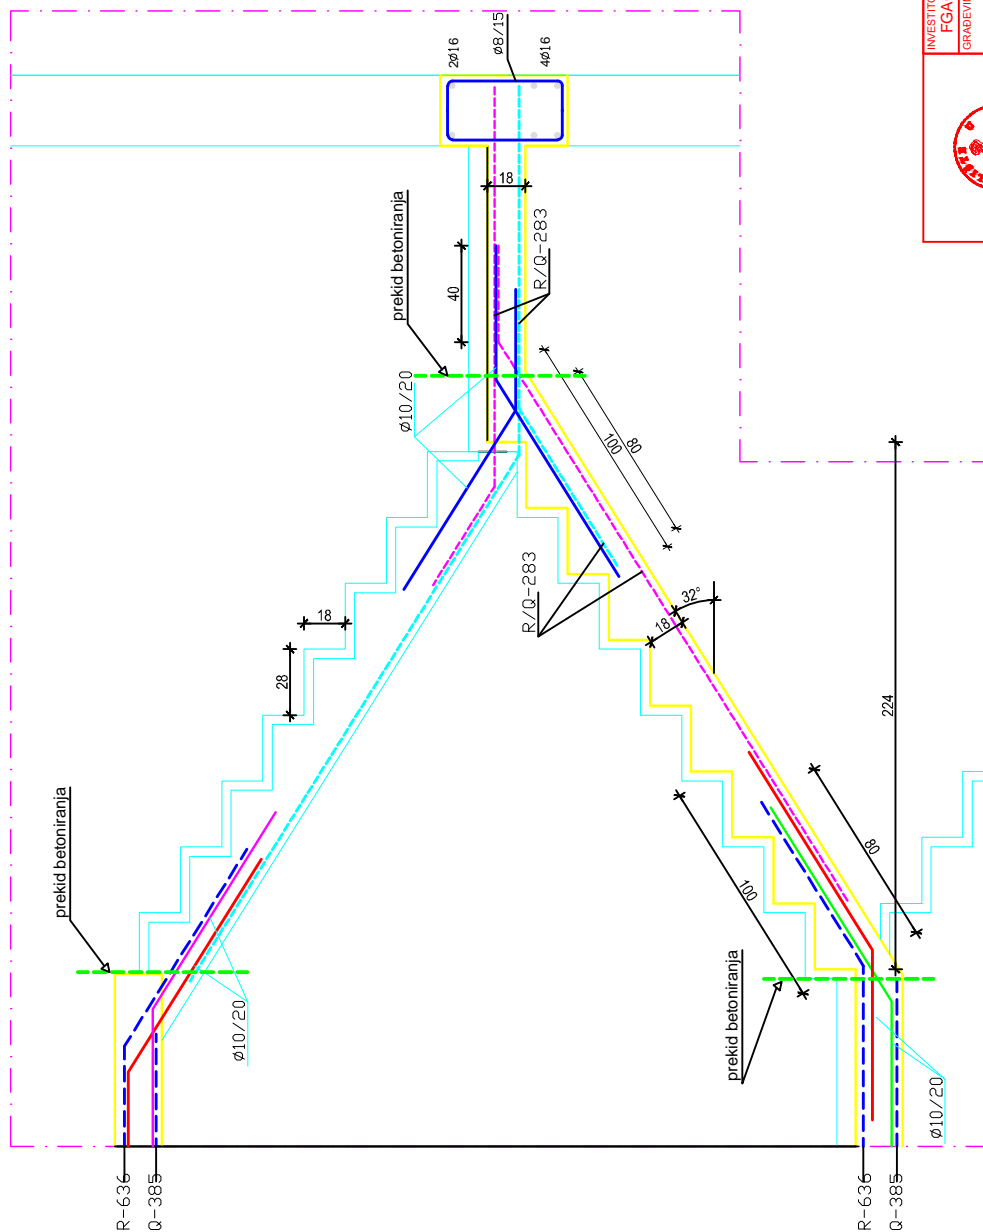 INVESTITO
FGA
GRAĐEVI
2Ø16
Ø8/15
4Ø16
18
prekid betoniranja
40
R/Q-283
Ø10/20
100
80
R/Q-283
18
32°
18
28
224
prekid betoniranja
80
100
prekid betoniranja
Ø10/20
Ø10/20
R-636
Q-385
R-636
Q-385